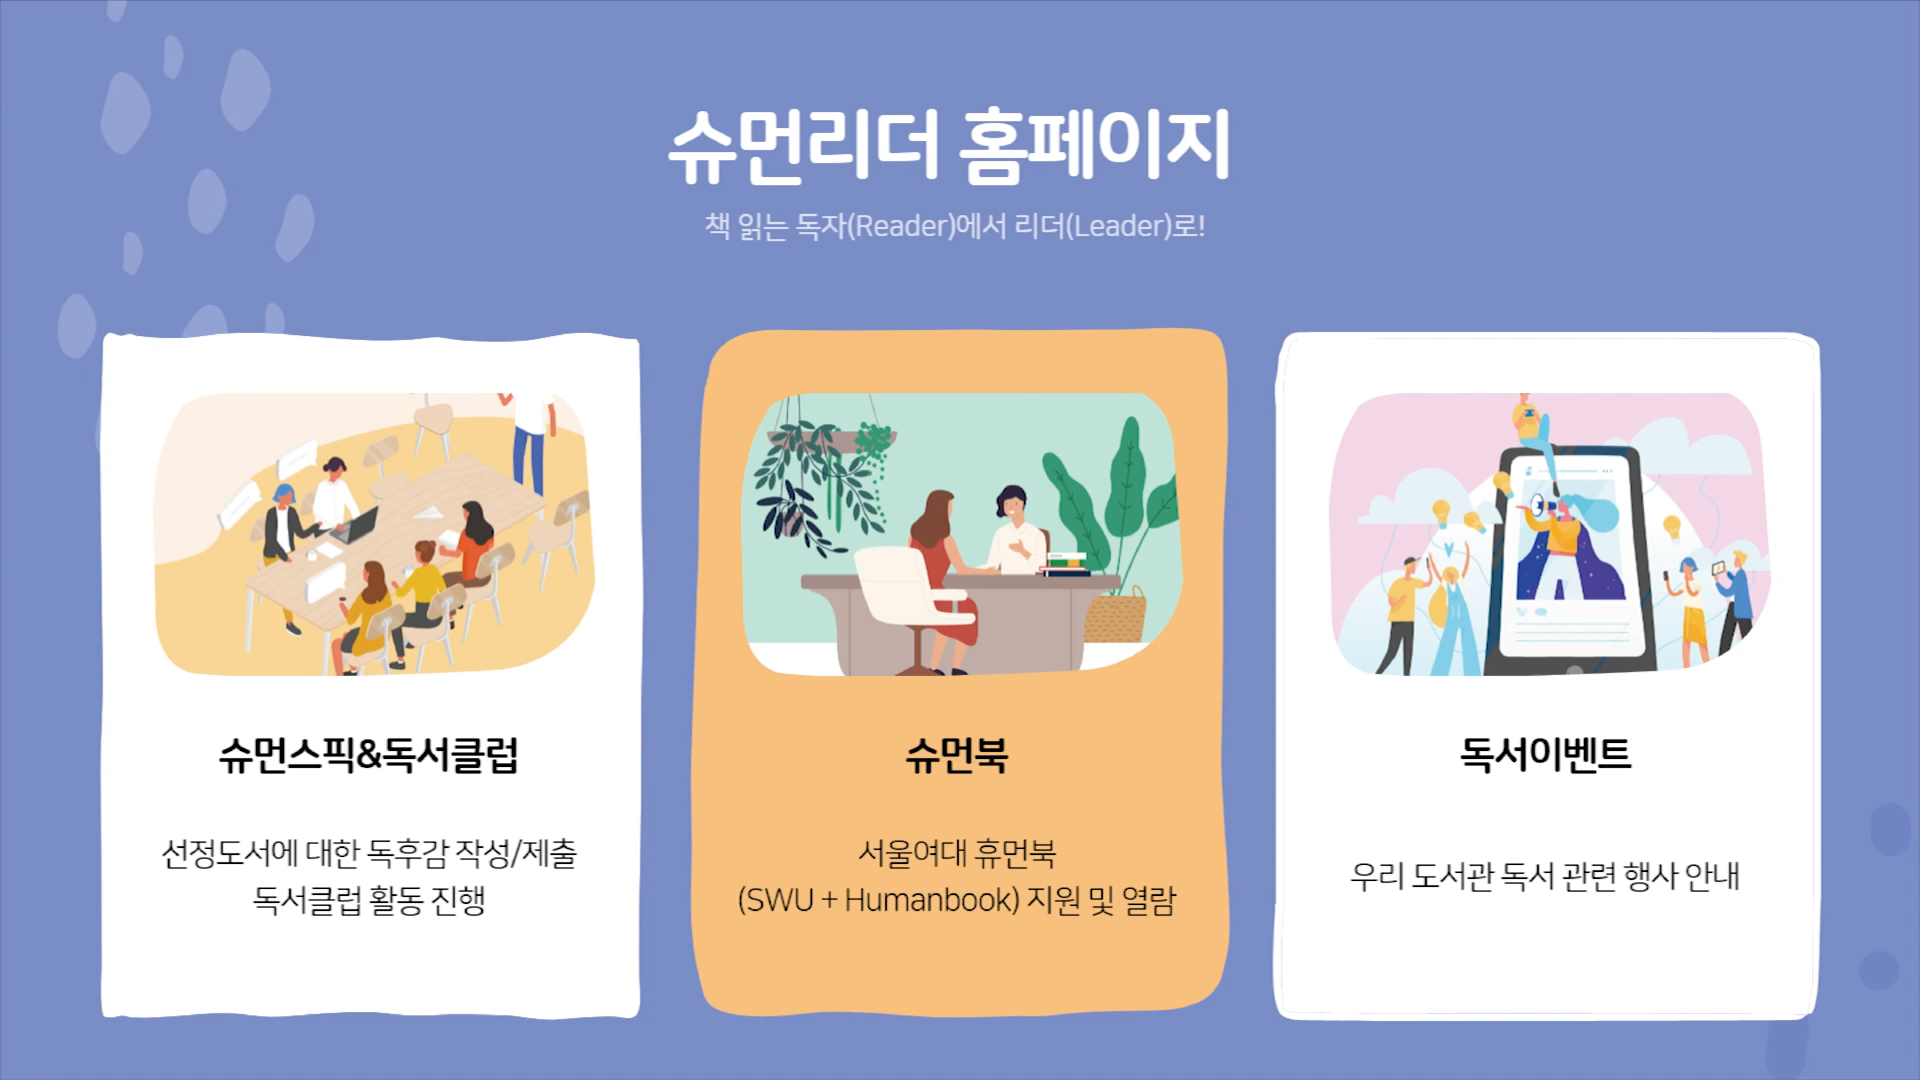 슈먼리더 홈페이지
책 읽는 독자(Reader)에서 리더(Leader)로!
슈먼스픽&독서클럽
선정도서에 대한 독후감 작성/제출
독서클럽 활동 진행
슈먼북
서울여대 휴먼북
(SWU + Humanbook) 지원 및 열람
독서이벤트
우리 도서관 독서 관련 행사 안내